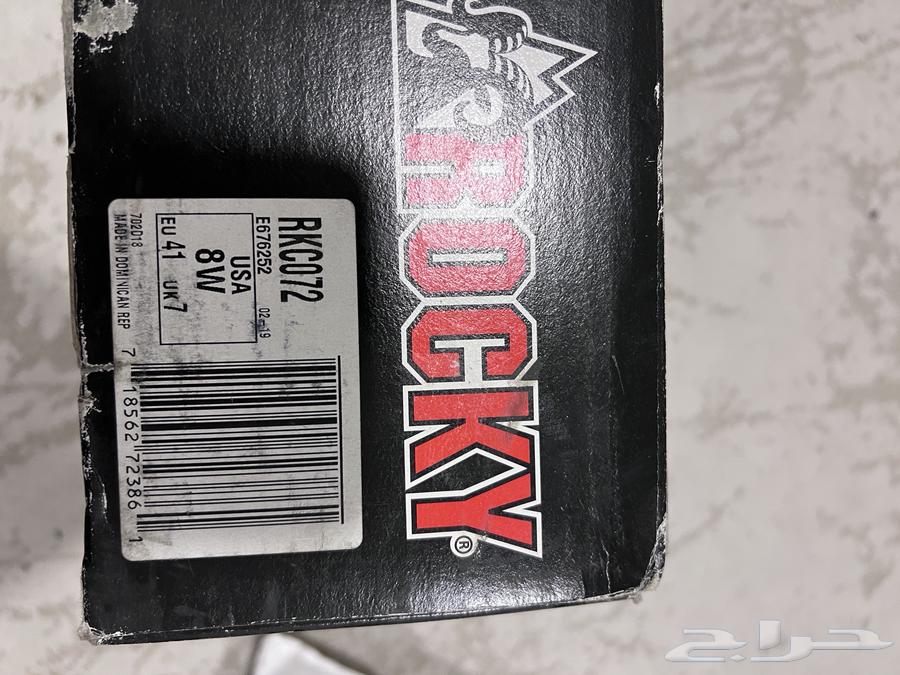 ROCKY®
RKC072
E676252 02-19
USA
8W
EU 41 UK 7
702D18
MADE IN DOMINICAN REP
7 18562 72386 1
حراج